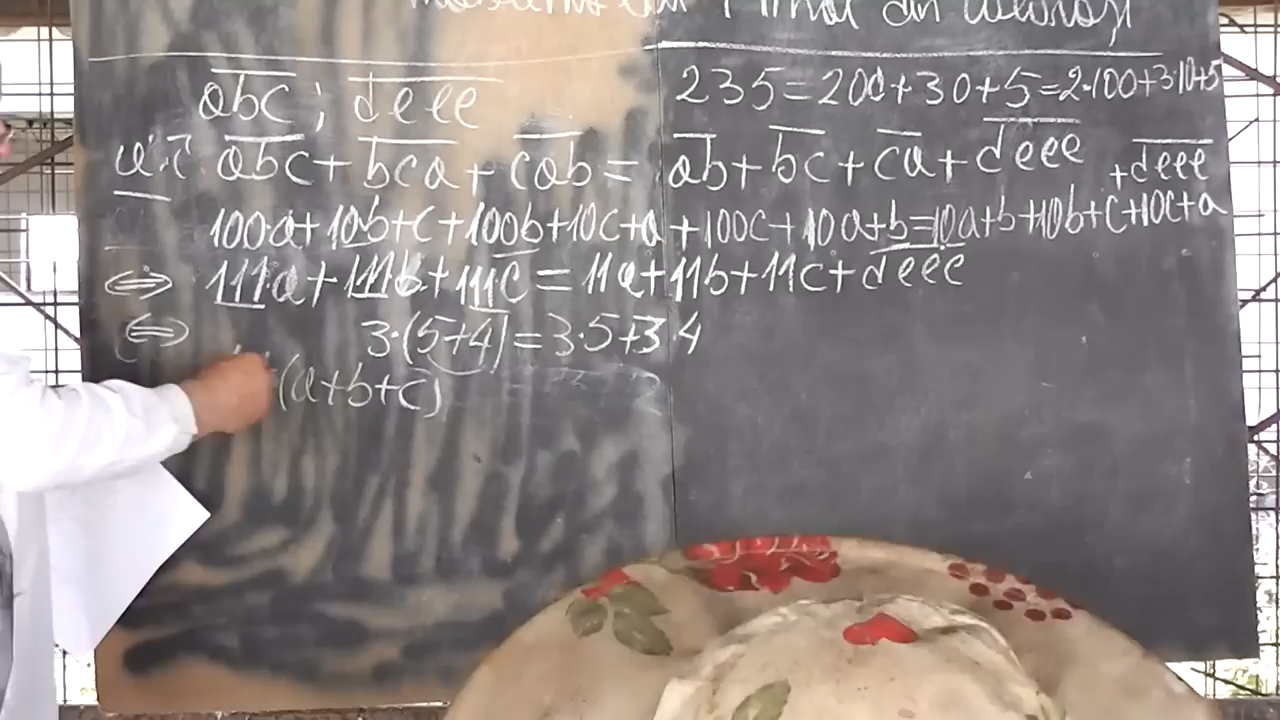 abc ; deee
235=200+30+5=2·100+3·10+5
abc + bca + cab = ab + bc + ca + deee
+deee
100a+10b+c+100b+10c+a+100c+10a+b=10a+b+10b+c+10c+a
⇔ 111a+111b+111c=11a+11b+11c+deee
⇔ 3·(5+4)=3·5+3·4
(a+b+c)